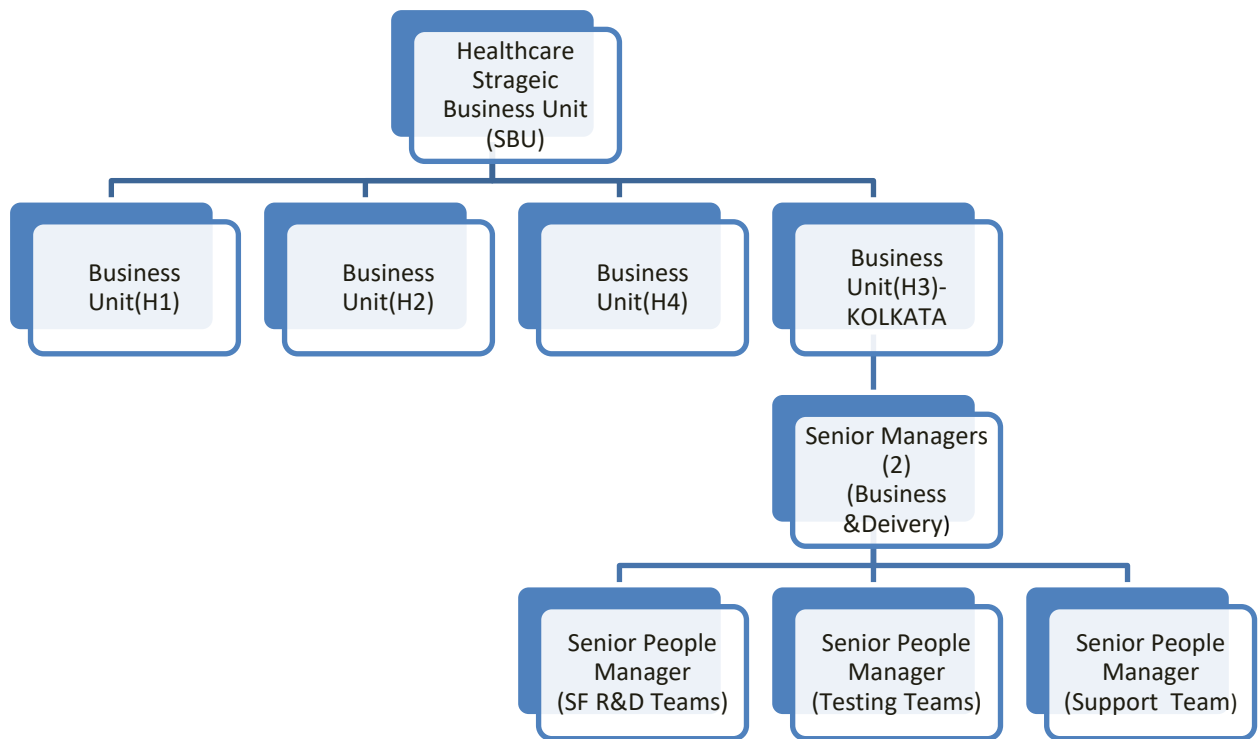 Healthcare
Strageic
Business Unit
(SBU)
Business
Unit(H1)
Business
Unit(H2)
Business
Unit(H4)
Business
Unit(H3)-
KOLKATA
Senior Managers
(2)
(Business
&Deivery)
Senior People
Manager
(SF R&D Teams)
Senior People
Manager
(Testing Teams)
Senior People
Manager
(Support  Team)